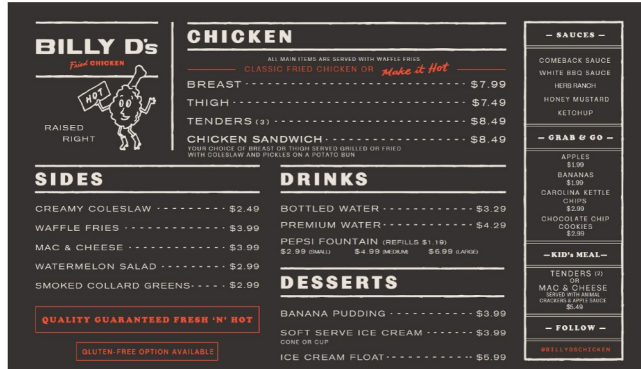 BILLY D's
Fried CHICKEN
HOT
RAISED
RIGHT
CHICKEN
ALL MAIN ITEMS ARE SERVED WITH WAFFLE FRIES
CLASSIC FRIED CHICKEN OR Make it Hot
BREAST $7.99
THIGH $7.49
TENDERS (3) $8.49
CHICKEN SANDWICH $8.49
YOUR CHOICE OF BREAST OR THIGH SERVED GRILLED OR FRIED
WITH COLESLAW AND PICKLES ON A POTATO BUN
SIDES
CREAMY COLESLAW $2.49
WAFFLE FRIES $3.99
MAC & CHEESE $3.99
WATERMELON SALAD $2.99
SMOKED COLLARD GREENS $2.99
QUALITY GUARANTEED FRESH 'N' HOT
GLUTEN-FREE OPTION AVAILABLE
DRINKS
BOTTLED WATER $3.29
PREMIUM WATER $4.29
PEPSI FOUNTAIN (REFILLS $1.19)
$2.99 (SMALL) $4.99 (MEDIUM) $6.99 (LARGE)
DESSERTS
BANANA PUDDING $3.99
SOFT SERVE ICE CREAM $3.99
CONE OR CUP
ICE CREAM FLOAT $5.99
– SAUCES –
COMEBACK SAUCE
WHITE BBQ SAUCE
HERB RANCH
HONEY MUSTARD
KETCHUP
– GRAB & GO –
APPLES
$1.99
BANANAS
$1.99
CAROLINA KETTLE
CHIPS
$2.99
CHOCOLATE CHIP
COOKIES
$2.99
–KID's MEAL–
TENDERS (2)
OR
MAC & CHEESE
SERVED WITH ANIMAL
CRACKERS & APPLE SAUCE
$5.49
– FOLLOW –
@BILLYDSCHICKEN